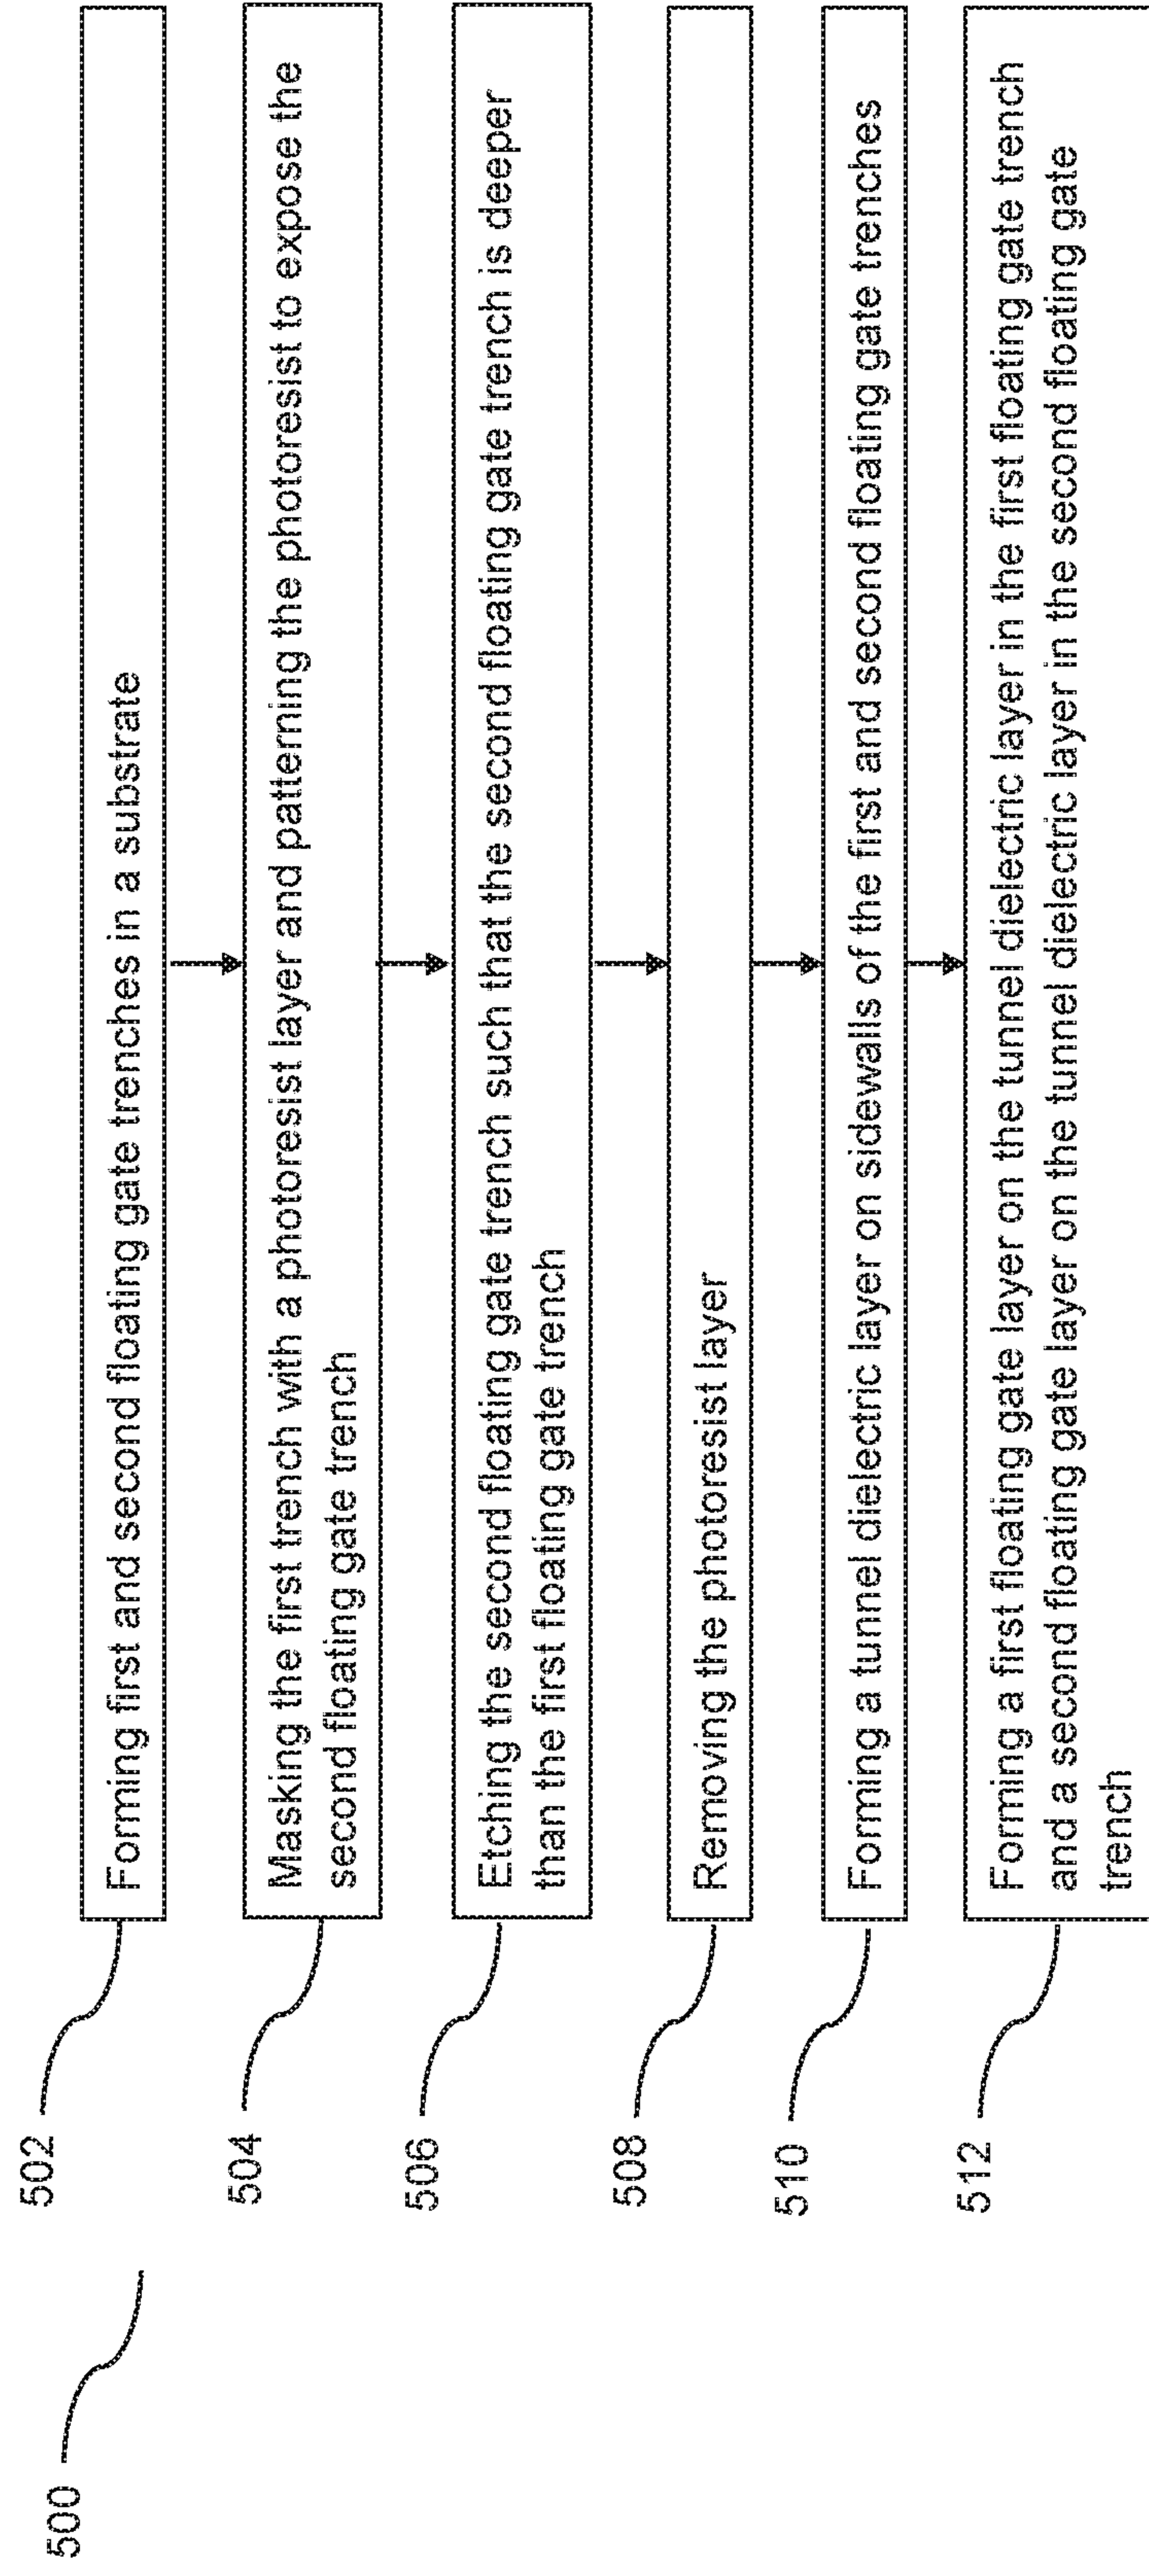 500
502
Forming first and second floating gate trenches in a substrate
504
Masking the first trench with a photoresist layer and patterning the photoresist to expose the
second floating gate trench
506
Etching the second floating gate trench such that the second floating gate trench is deeper
than the first floating gate trench
508
Removing the photoresist layer
510
Forming a tunnel dielectric layer on sidewalls of the first and second floating gate trenches
512
Forming a first floating gate layer on the tunnel dielectric layer in the first floating gate trench
and a second floating gate layer on the tunnel dielectric layer in the second floating gate
trench